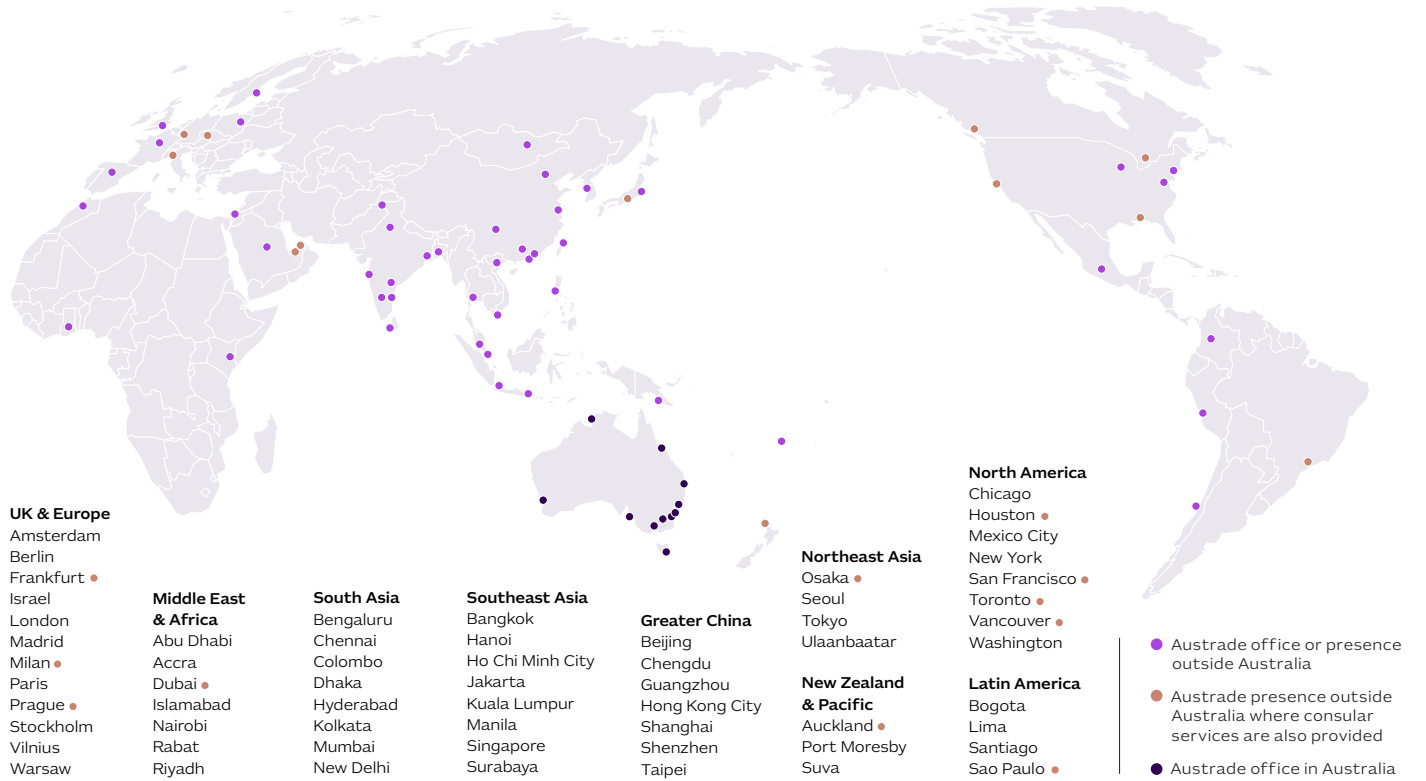 UK & Europe
Amsterdam
Berlin
Frankfurt
Israel
London
Madrid
Milan
Paris
Prague
Stockholm
Vilnius
Warsaw
Middle East
& Africa
Abu Dhabi
Accra
Dubai
Islamabad
Nairobi
Rabat
Riyadh
South Asia
Bengaluru
Chennai
Colombo
Dhaka
Hyderabad
Kolkata
Mumbai
New Delhi
Southeast Asia
Bangkok
Hanoi
Ho Chi Minh City
Jakarta
Kuala Lumpur
Manila
Singapore
Surabaya
Greater China
Beijing
Chengdu
Guangzhou
Hong Kong City
Shanghai
Shenzhen
Taipei
Northeast Asia
Osaka
Seoul
Tokyo
Ulaanbaatar
New Zealand
& Pacific
Auckland
Port Moresby
Suva
North America
Chicago
Houston
Mexico City
New York
San Francisco
Toronto
Vancouver
Washington
Latin America
Bogota
Lima
Santiago
Sao Paulo
Austrade office or presence
outside Australia
Austrade presence outside
Australia where consular
services are also provided
Austrade office in Australia